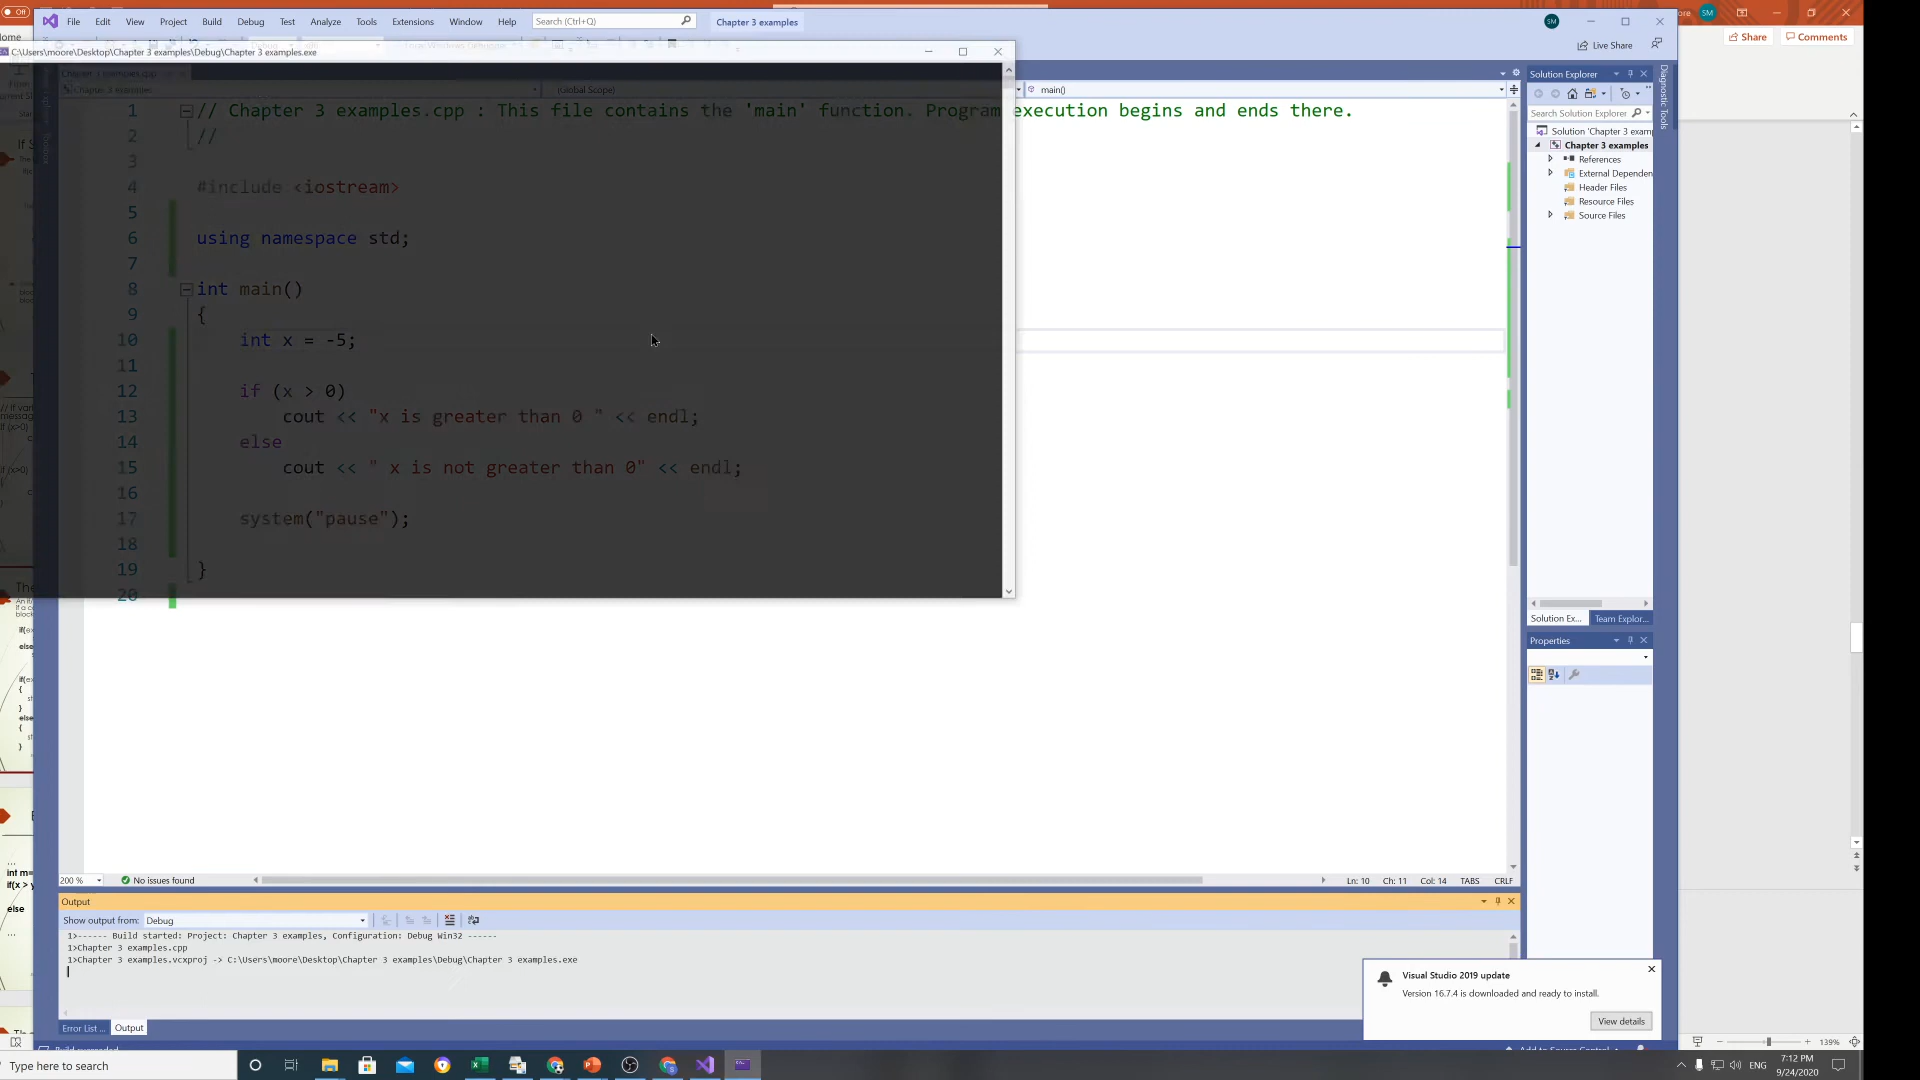 Off
File Edit View Project Build Debug Test Analyze Tools Extensions Window Help Search (Ctrl+Q) Chapter 3 examples SM
SM
Share Comments
Live Share
C:\Users\moore\Desktop\Chapter 3 examples\Debug\Chapter 3 examples.exe
(Global Scope) main()
1 // Chapter 3 examples.cpp : This file contains the 'main' function. Program execution begins and ends there.
2 //
3
4 #include <iostream>
5
6 using namespace std;
7
8 int main()
9 {
10 int x = -5;
11
12 if (x > 0)
13 cout << "x is greater than 0 " << endl;
14 else
15 cout << " x is not greater than 0" << endl;
16
17 system("pause");
18
19 }
20
Solution Explorer
Search Solution Explorer
Solution 'Chapter 3 exam
Chapter 3 examples
References
External Dependen
Header Files
Resource Files
Source Files
Solution Ex... Team Explor...
Properties
Diagnostic Tools
int m=
if(x > y
else
...
200 % No issues found Ln: 10 Ch: 11 Col: 14 TABS CRLF
Output
Show output from: Debug
1>------ Build started: Project: Chapter 3 examples, Configuration: Debug Win32 ------
1>Chapter 3 examples.cpp
1>Chapter 3 examples.vcxproj -> C:\Users\moore\Desktop\Chapter 3 examples\Debug\Chapter 3 examples.exe
Error List ... Output
Visual Studio 2019 update
Version 16.7.4 is downloaded and ready to install.
View details
139%
Type here to search
ENG 7:12 PM
9/24/2020